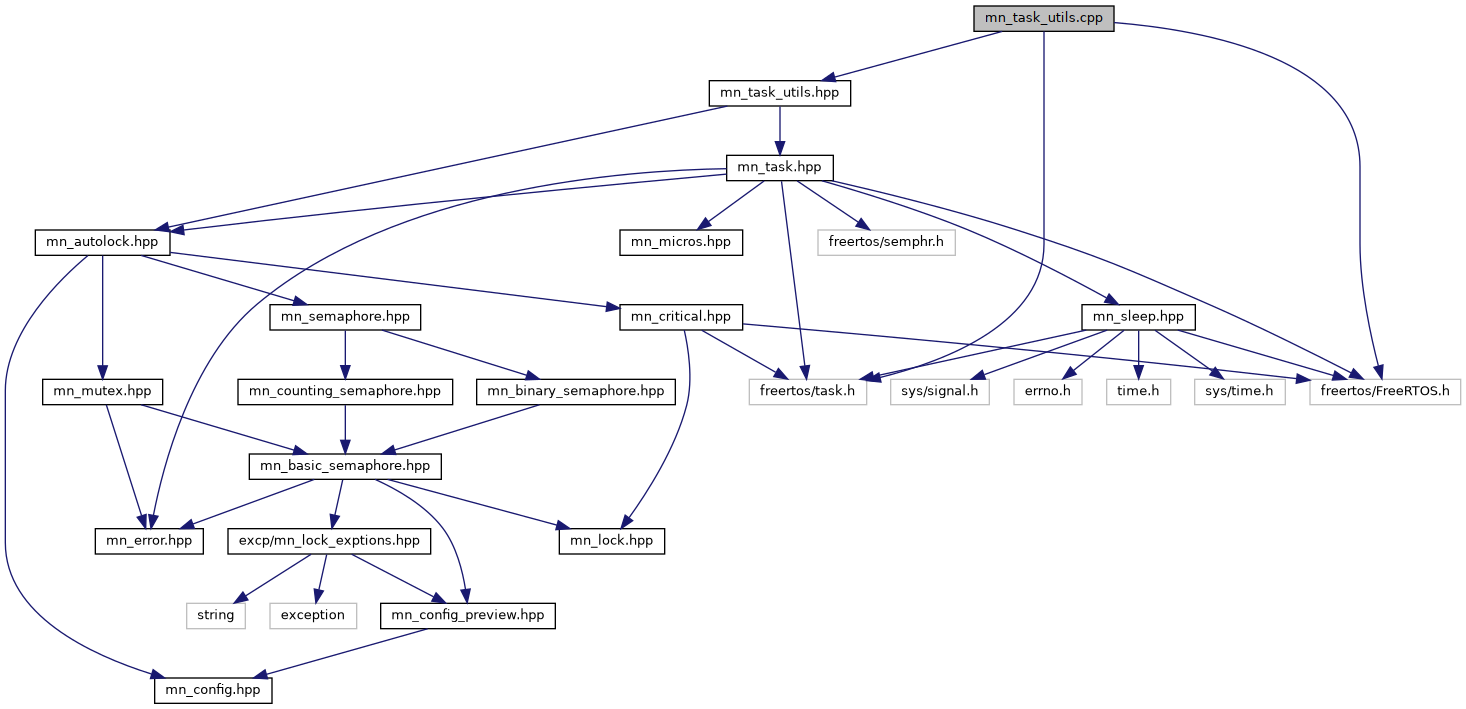 mn_task_utils.cpp
mn_task_utils.hpp
mn_task.hpp
mn_autolock.hpp
mn_micros.hpp
freertos/semphr.h
mn_semaphore.hpp
mn_critical.hpp
mn_sleep.hpp
mn_mutex.hpp
mn_counting_semaphore.hpp
mn_binary_semaphore.hpp
freertos/task.h
sys/signal.h
errno.h
time.h
sys/time.h
freertos/FreeRTOS.h
mn_basic_semaphore.hpp
mn_error.hpp
excp/mn_lock_exptions.hpp
mn_lock.hpp
string
exception
mn_config_preview.hpp
mn_config.hpp